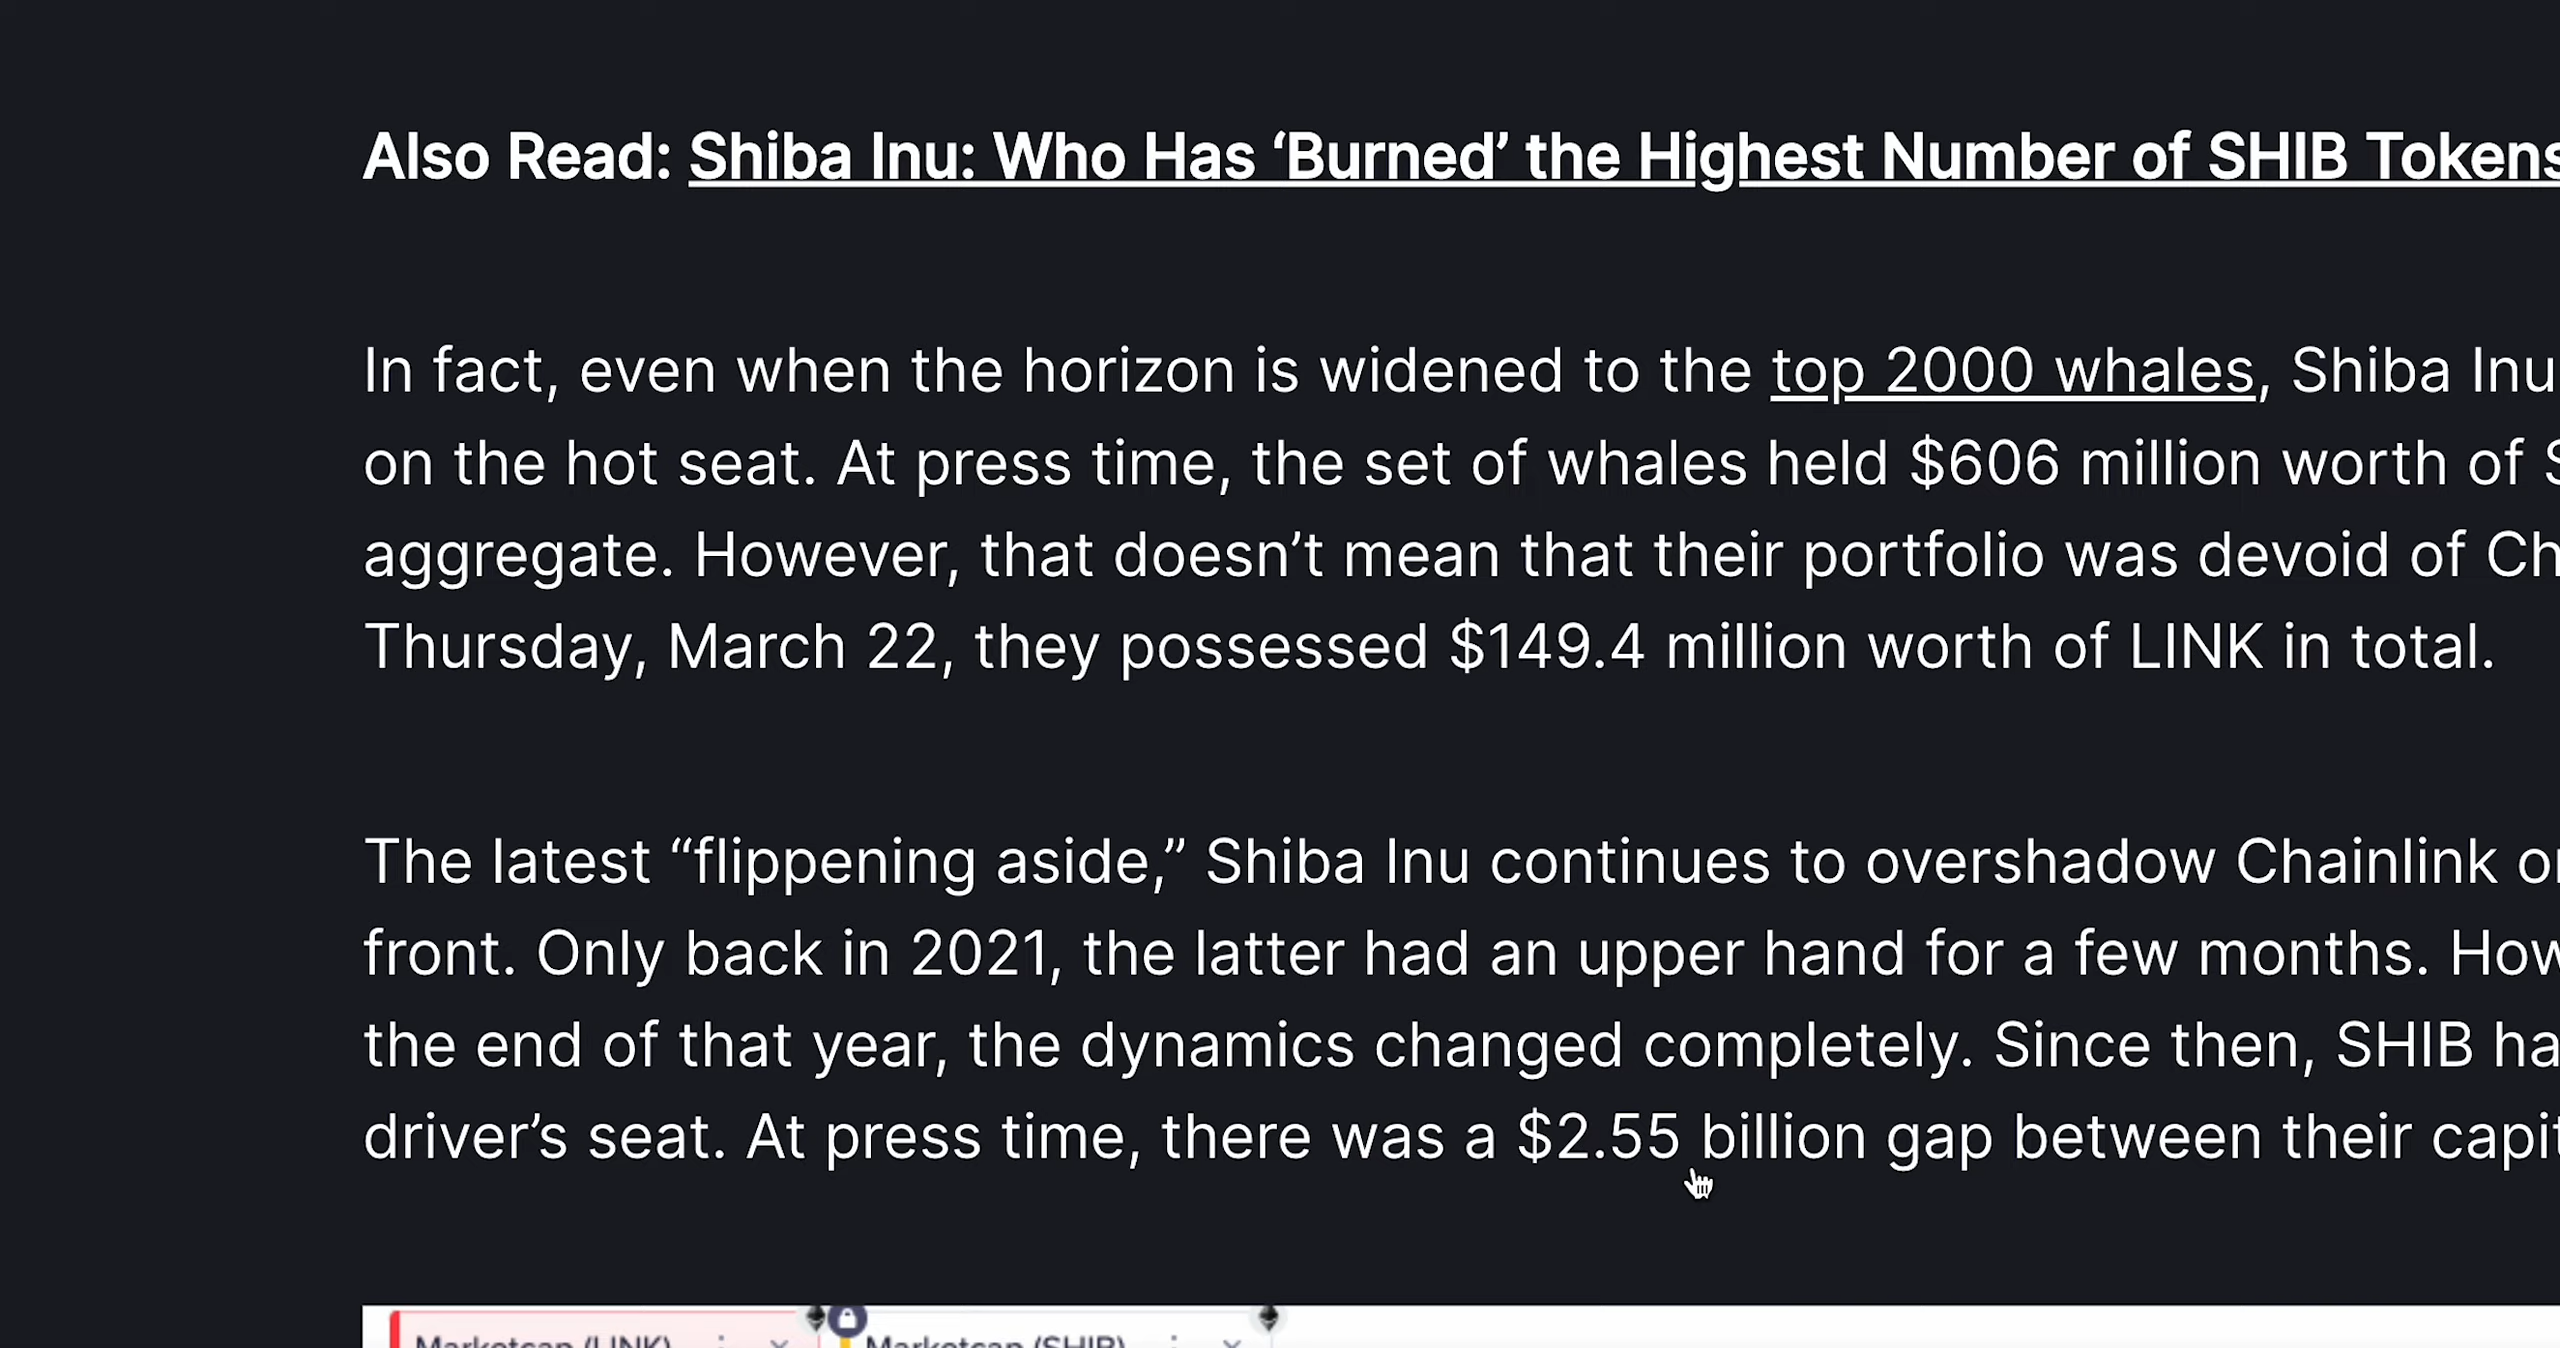 Also Read: Shiba Inu: Who Has ‘Burned’ the Highest Number of SHIB Tokens
In fact, even when the horizon is widened to the top 2000 whales, Shiba Inu
on the hot seat. At press time, the set of whales held $606 million worth of
aggregate. However, that doesn’t mean that their portfolio was devoid of Ch
Thursday, March 22, they possessed $149.4 million worth of LINK in total.
The latest “flippening aside,” Shiba Inu continues to overshadow Chainlink
front. Only back in 2021, the latter had an upper hand for a few months. How
the end of that year, the dynamics changed completely. Since then, SHIB ha
driver’s seat. At press time, there was a $2.55 billion gap between their capit
Marketcap (LINK) Marketcap (SHIB)